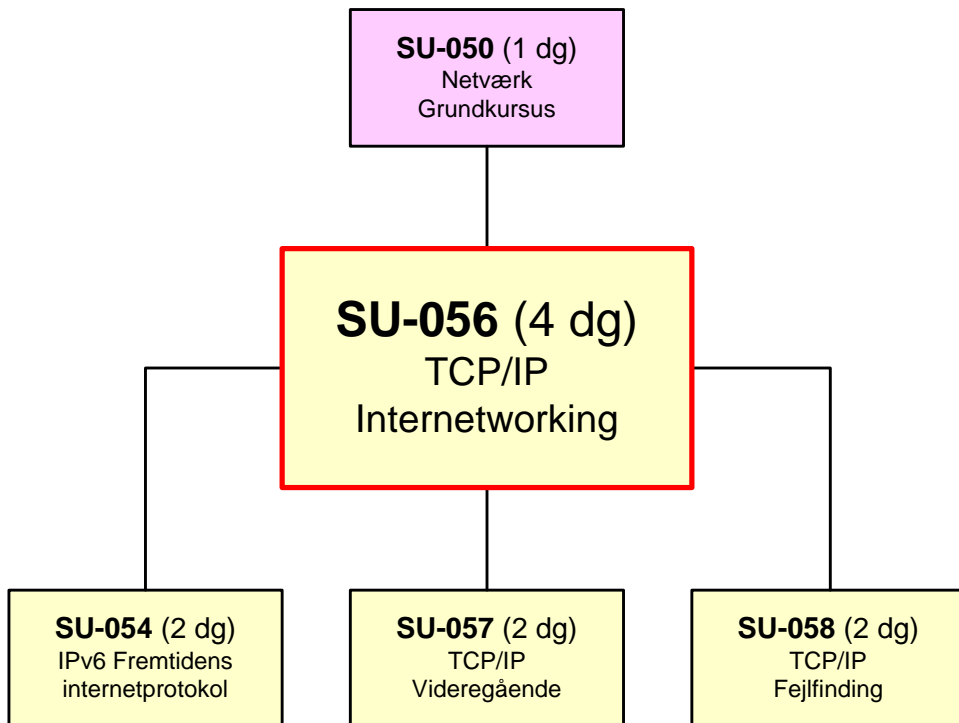 SU-050 (1 dg)
Netværk
Grundkursus
SU-056 (4 dg)
TCP/IP
Internetworking
SU-054 (2 dg)
IPv6 Fremtidens
internetprotokol
SU-057 (2 dg)
TCP/IP
Videregående
SU-058 (2 dg)
TCP/IP
Fejlfinding